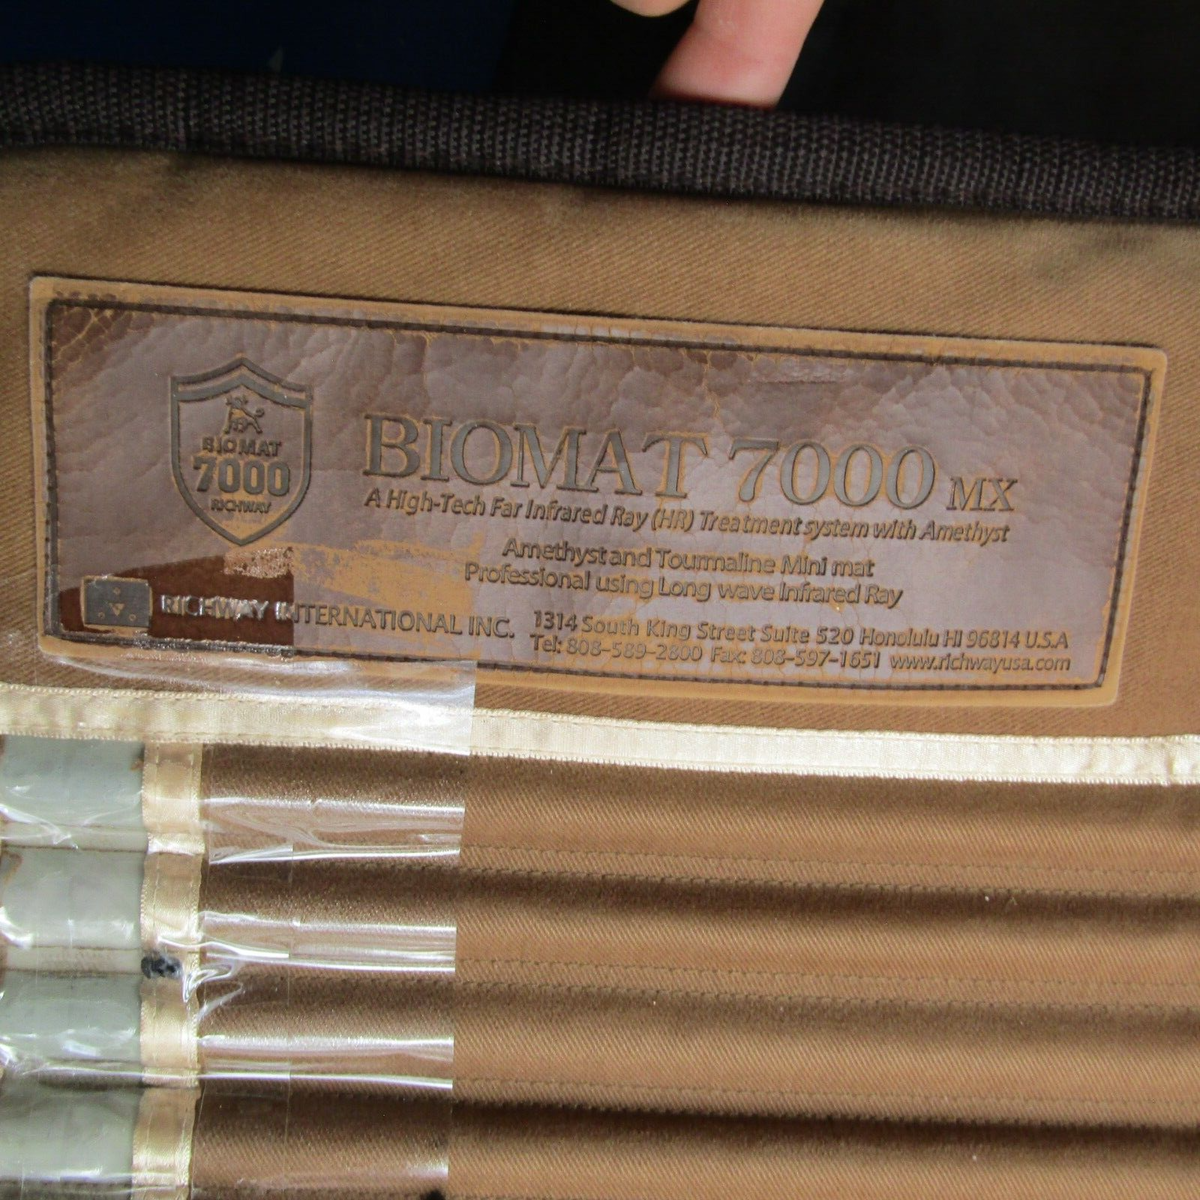 BIOMAT
7000
RICHWAY
BIOMAT 7000 MX
A High-Tech Far Infrared Ray (HR) Treatment system with Amethyst
Amethyst and Tourmaline Mini mat
Professional using Long wave Infrared Ray
RICHWAY INTERNATIONAL INC.
1314 South King Street Suite 520 Honolulu HI 96814 U.S.A
Tel: 808-589-2800 Fax: 808-597-1651 www.richwayusa.com